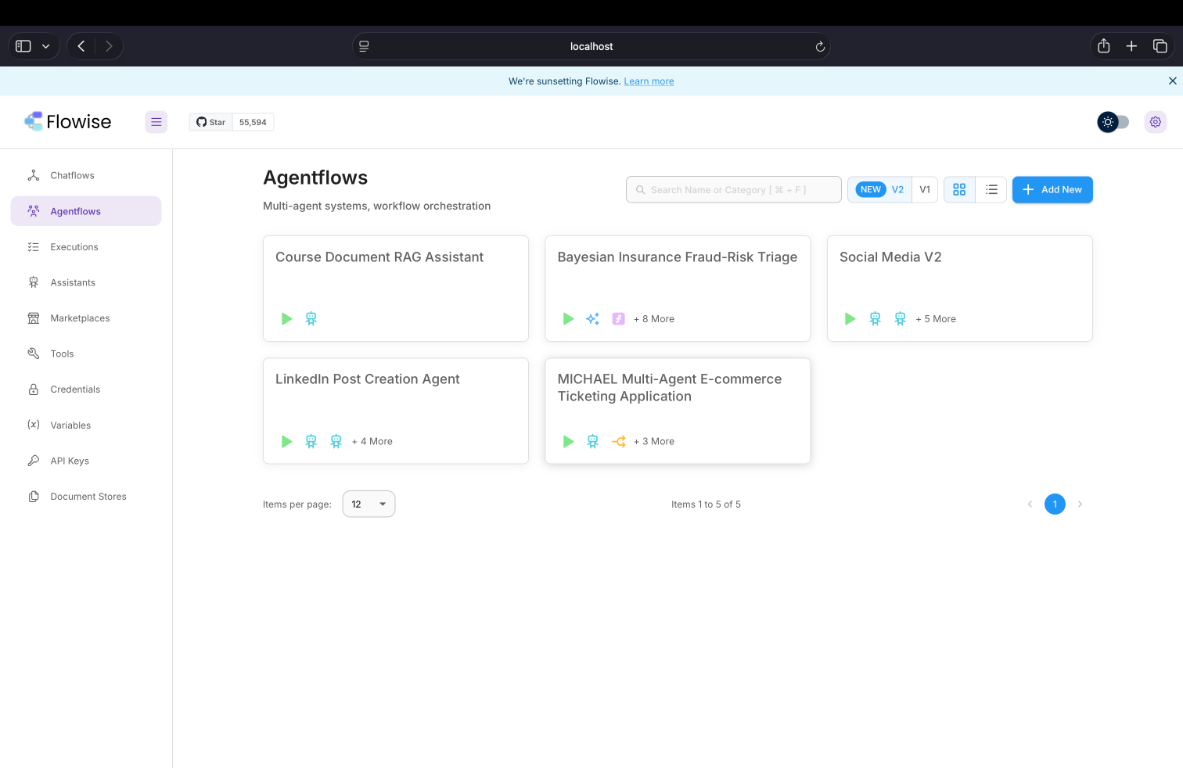 localhost
We're sunsetting Flowise. Learn more
Flowise
Star 55,594
Chatflows
Agentflows
Executions
Assistants
Marketplaces
Tools
Credentials
Variables
API Keys
Document Stores
Agentflows
Multi-agent systems, workflow orchestration
Search Name or Category [ ⌘ + F ]
NEW V2 V1
Add New
Course Document RAG Assistant
Bayesian Insurance Fraud-Risk Triage
+ 8 More
Social Media V2
+ 5 More
LinkedIn Post Creation Agent
+ 4 More
MICHAEL Multi-Agent E-commerce
Ticketing Application
+ 3 More
Items per page: 12
Items 1 to 5 of 5
1